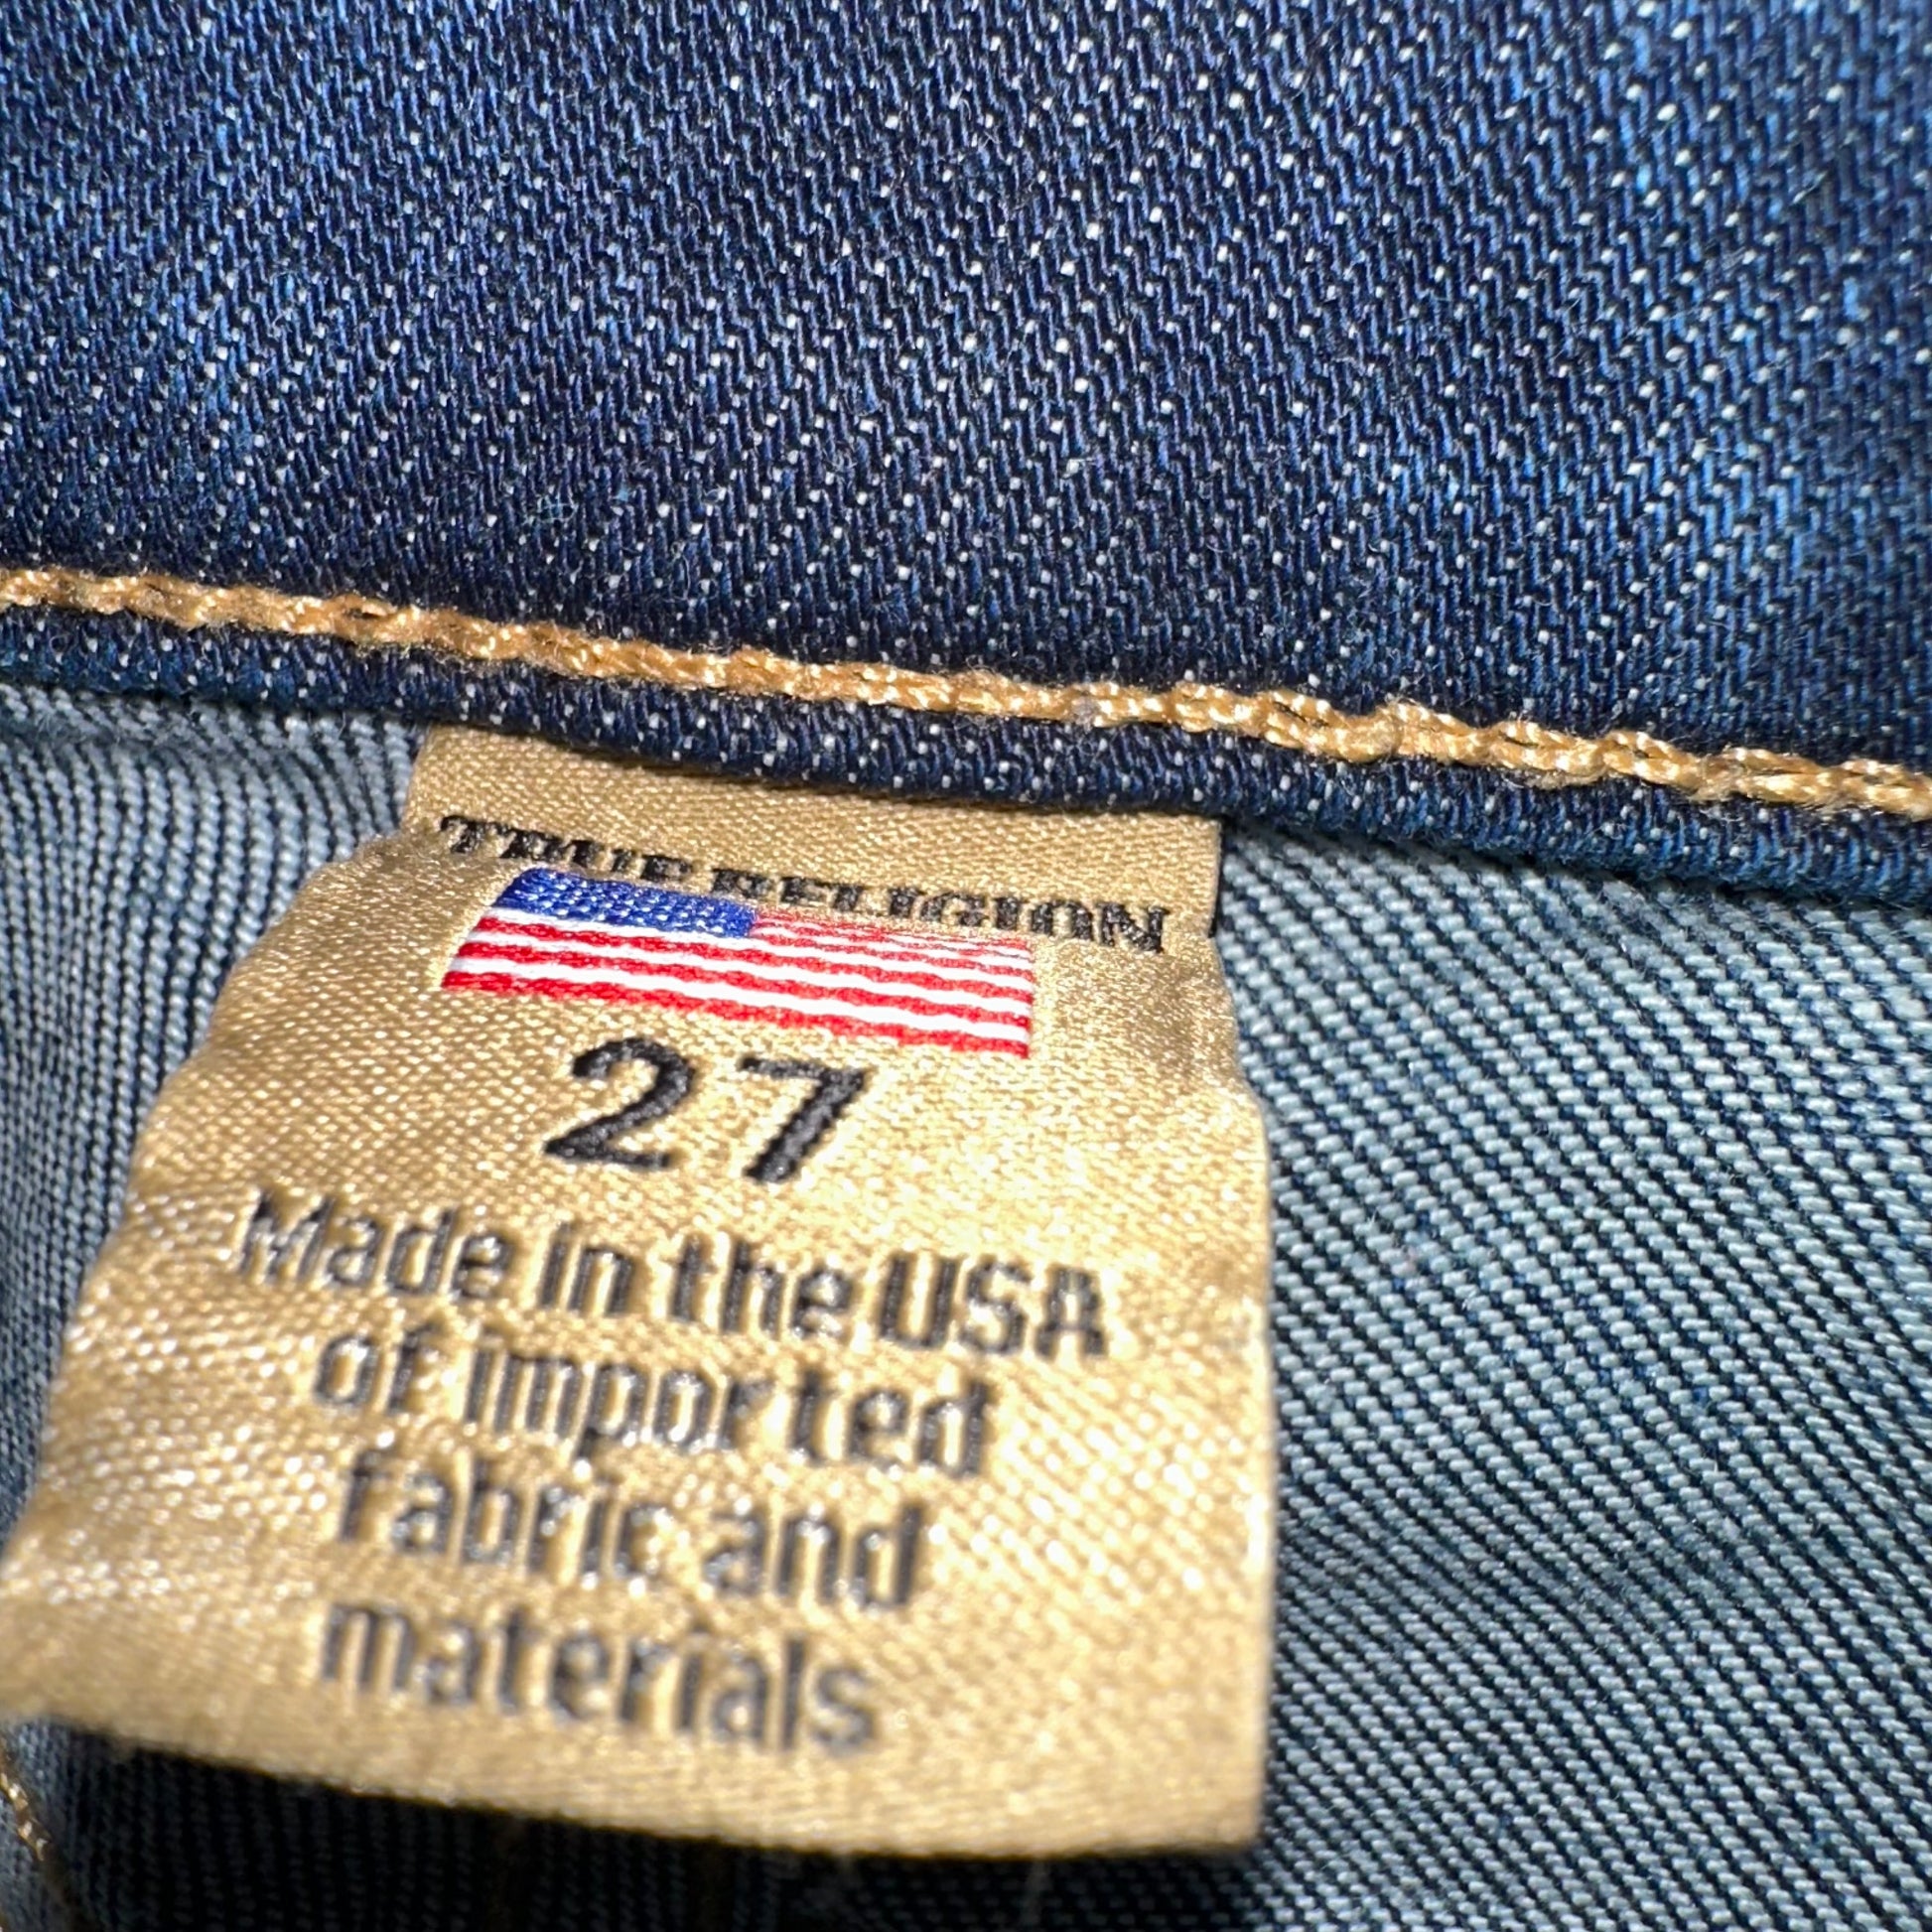 TRUE RELIGION
27
Made in the USA
of imported
fabric and
materials